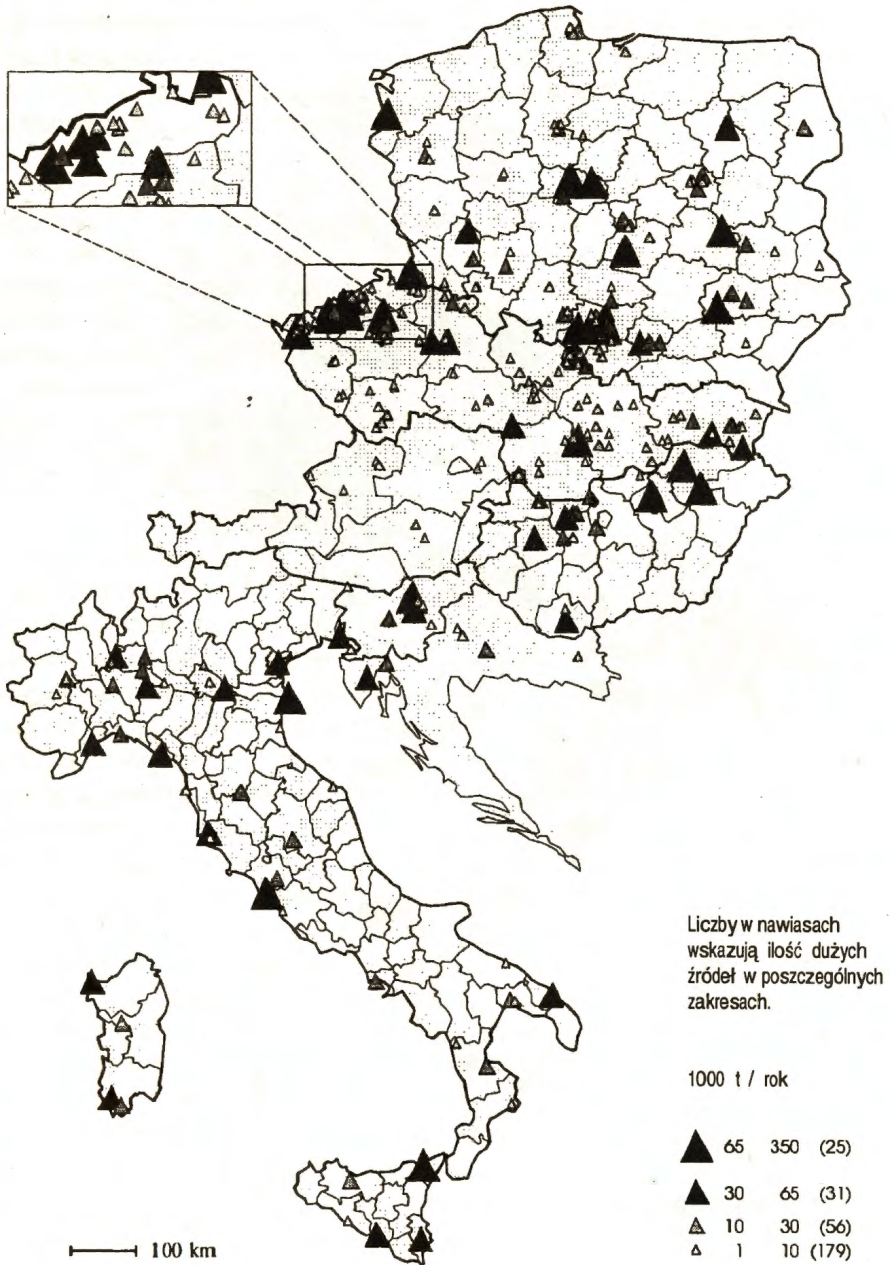 Liczby w nawiasach
wskazują ilość dużych
źródeł w poszczególnych
zakresach.
1000 t / rok
65 350 (25)
30 65 (31)
10 30 (56)
1 10 (179)
100 km